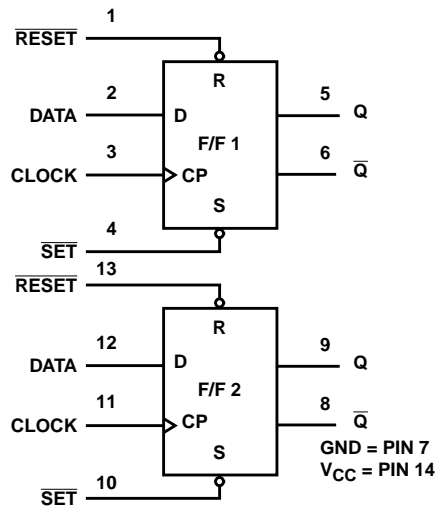 1
RESET
R
2
5
DATA
D
Q
F/F 1
3
6
CLOCK
CP
Q
S
4
SET
13
RESET
R
12
9
DATA
D
Q
F/F 2
11
8
CLOCK
CP
Q
S
GND = PIN 7
VCC = PIN 14
10
SET